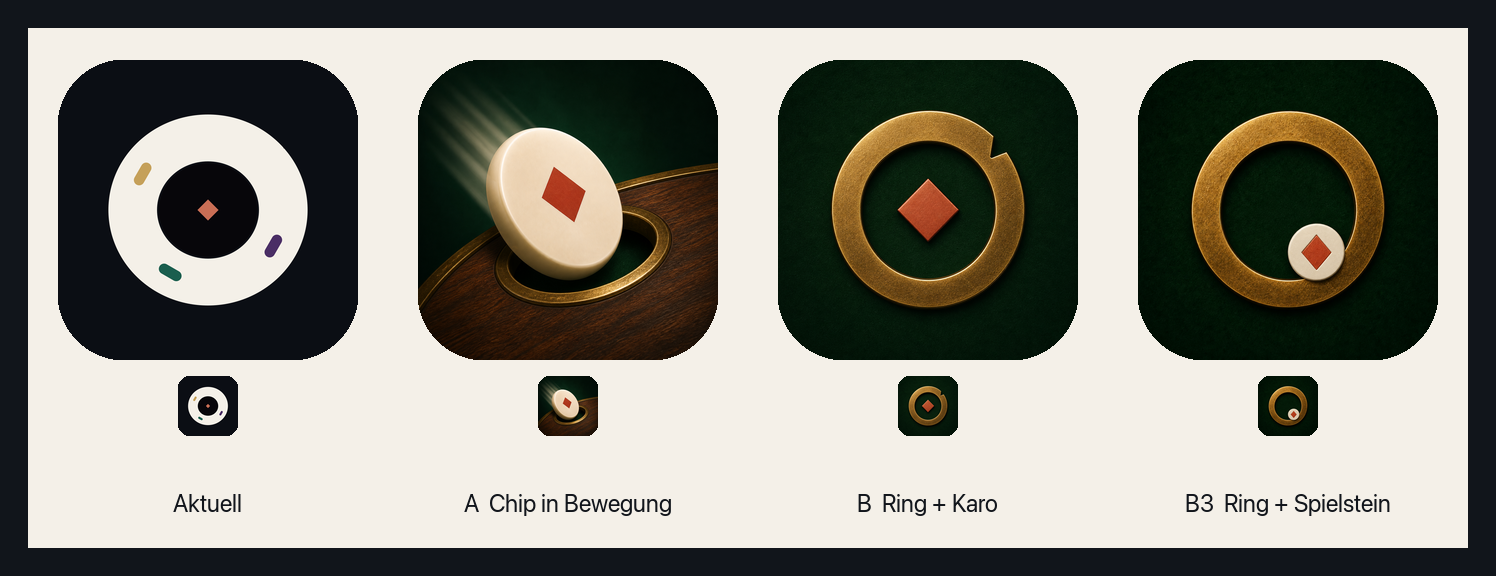 Aktuell
A Chip in Bewegung
B Ring + Karo
B3 Ring + Spielstein